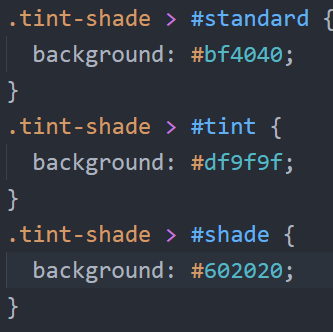 .tint-shade > #standard {
  background: #bf4040;
}
.tint-shade > #tint {
  background: #df9f9f;
}
.tint-shade > #shade {
  background: #602020;
}